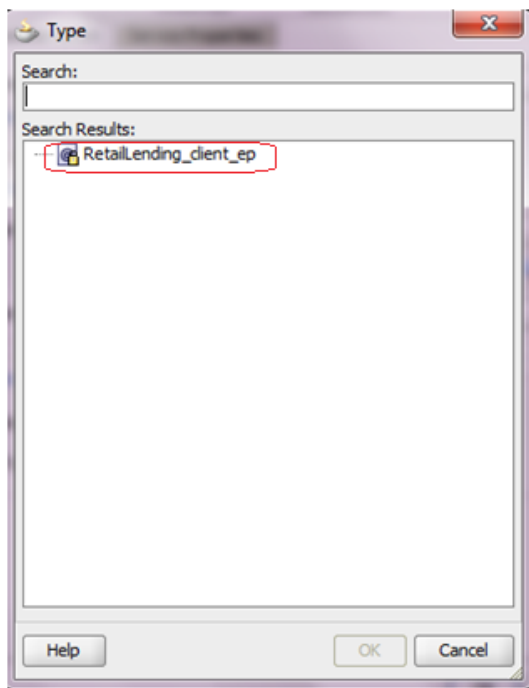 Type
Search:
Search Results:
RetailLending_client_ep
Help
OK
Cancel